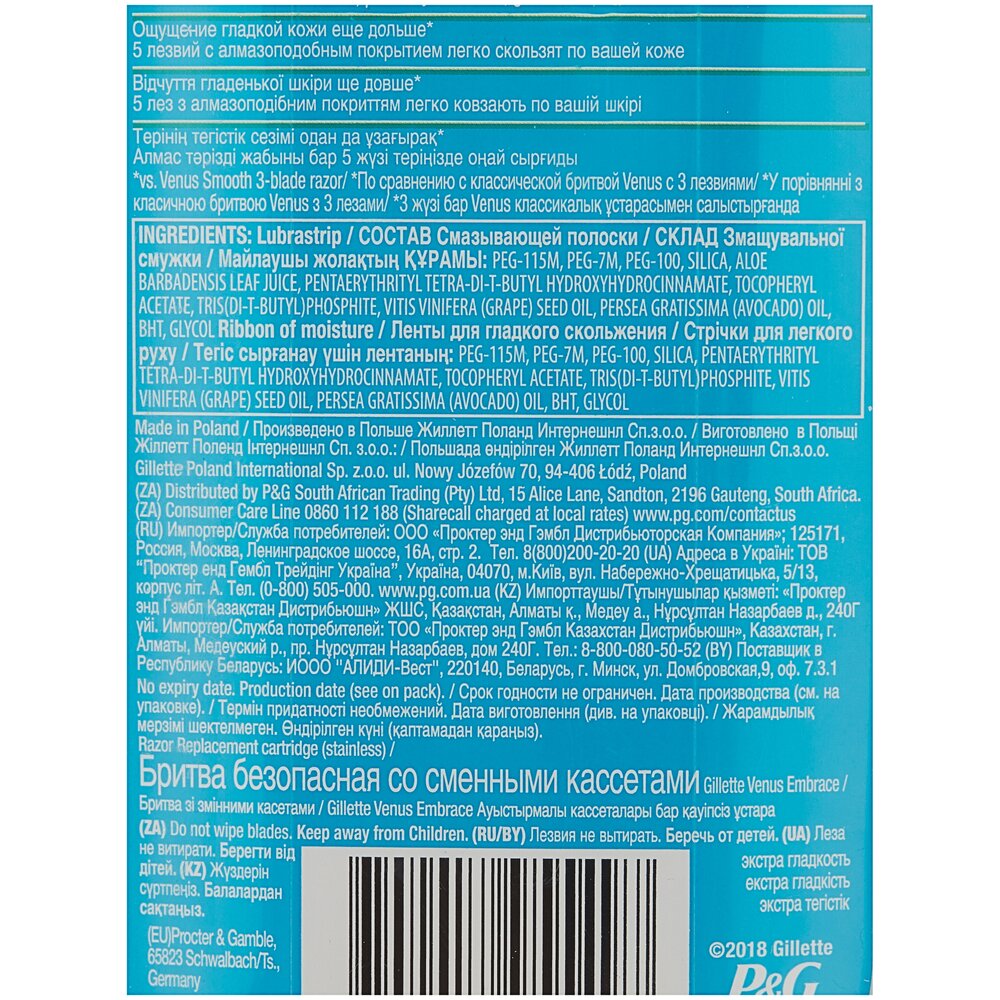 Ощущение гладкой кожи еще дольше*
5 лезвий с алмазоподобным покрытием легко скользят по вашей коже
Відчуття гладенької шкіри ще довше*
5 лез з алмазоподібним покриттям легко ковзають по вашій шкірі
Терінің тегістік сезімі одан да ұзағырақ*
Алмас тәрізді жабыны бар 5 жүзі теріңізде оңай сырғиды
*vs. Venus Smooth 3-blade razor/ *По сравнению с классической бритвой Venus с 3 лезвиями/ *У порівнянні з
класичною бритвою Venus з 3 лезами/ *3 жүзі бар Venus классикалық ұстарасымен салыстырғанда
INGREDIENTS: Lubrastrip / СОСТАВ Смазывающей полоски / СКЛАД Змащувальної
смужки / Майлаушы жолақтың ҚҰРАМЫ: PEG-115M, PEG-7M, PEG-100, SILICA, ALOE
BARBADENSIS LEAF JUICE, PENTAERYTHRITYL TETRA-DI-T-BUTYL HYDROXYHYDROCINNAMATE, TOCOPHERYL
ACETATE, TRIS(DI-T-BUTYL)PHOSPHITE, VITIS VINIFERA (GRAPE) SEED OIL, PERSEA GRATISSIMA (AVOCADO) OIL,
BHT, GLYCOL Ribbon of moisture / Ленты для гладкого скольжения / Стрічки для легкого
руху / Тегіс сырғанау үшін лентаның: PEG-115M, PEG-7M, PEG-100, SILICA, PENTAERYTHRITYL
TETRA-DI-T-BUTYL HYDROXYHYDROCINNAMATE, TOCOPHERYL ACETATE, TRIS(DI-T-BUTYL)PHOSPHITE, VITIS
VINIFERA (GRAPE) SEED OIL, PERSEA GRATISSIMA (AVOCADO) OIL, BHT, GLYCOL
Made in Poland / Произведено в Польше Жиллетт Поланд Интернешнл Сп.з.о.о. / Виготовлено в Польщі
Жіллетт Поленд Інтернешнл Сп. з.о.о.: / Польшада өндірілген Жиллетт Поланд Интернешнл Сп.з.о.о.
Gillette Poland International Sp. z.o.o. ul. Nowy Józefów 70, 94-406 Łódź, Poland
(ZA) Distributed by P&G South African Trading (Pty) Ltd, 15 Alice Lane, Sandton, 2196 Gauteng, South Africa.
(ZA) Consumer Care Line 0860 112 188 (Sharecall charged at local rates) www.pg.com/contactus
(RU) Импортер/Служба потребителей: ООО «Проктер энд Гэмбл Дистрибьюторская Компания»; 125171,
Россия, Москва, Ленинградское шоссе, 16А, стр. 2. Тел. 8(800)200-20-20 (UA) Адреса в Україні: ТОВ
“Проктер енд Гембл Трейдінг Україна”, Україна, 04070, м.Київ, вул. Набережно-Хрещатицька, 5/13,
корпус літ. А. Тел. (0-800) 505-000. www.pg.com.ua (KZ) Импорттаушы/Тұтынушылар қызметі: «Проктер
энд Гэмбл Қазақстан Дистрибьюшн» ЖШС, Қазақстан, Алматы қ., Медеу а., Нұрсұлтан Назарбаев д., 240Г
үйі. Импортер/Служба потребителей: ТОО «Проктер энд Гэмбл Казахстан Дистрибьюшн», Казахстан, г.
Алматы, Медеуский р., пр. Нұрсұлтан Назарбаев, дом 240Г. Тел.: 8-800-080-50-52 (BY) Поставщик в
Республику Беларусь: ИООО "АЛИДИ-Вест", 220140, Беларусь, г. Минск, ул. Домбровская,9, оф. 7.3.1
No expiry date. Production date (see on pack). / Срок годности не ограничен. Дата производства (см. на
упаковке). / Термін придатності необмежений. Дата виготовлення (див. на упаковці). / Жарамдылық
мерзімі шектелмеген. Өндірілген күні (қаптамадан қараңыз).
Razor Replacement cartridge (stainless) /
Бритва безопасная со сменными кассетами Gillette Venus Embrace /
Бритва зі змінними касетами / Gillette Venus Embrace Ауыстырмалы кассеталары бар қауіпсіз ұстара
(ZA) Do not wipe blades. Keep away from Children. (RU/BY) Лезвия не вытирать. Беречь от детей. (UA) Леза
не витирати. Берегти від
дітей. (KZ) Жүздерін
сүртпеңіз. Балалардан
сақтаңыз.
экстра гладкость
екстра гладкість
экстра тегістік
(EU)Procter & Gamble,
65823 Schwalbach/Ts.,
Germany
©2018 Gillette
P&G